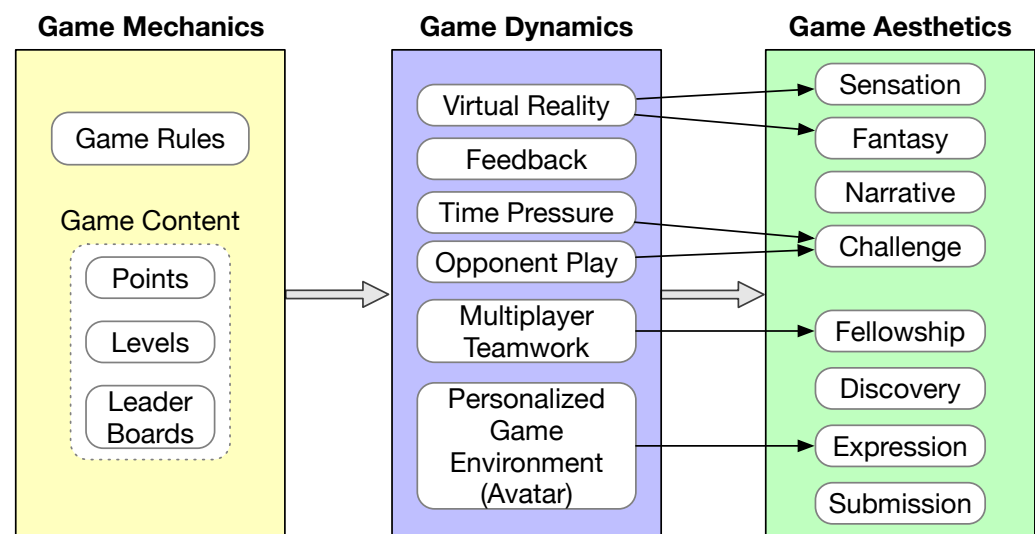 Game Mechanics
Game Rules
Game Content
Points
Levels
Leader
Boards
Game Dynamics
Virtual Reality
Feedback
Time Pressure
Opponent Play
Multiplayer
Teamwork
Personalized
Game
Environment
(Avatar)
Game Aesthetics
Sensation
Fantasy
Narrative
Challenge
Fellowship
Discovery
Expression
Submission